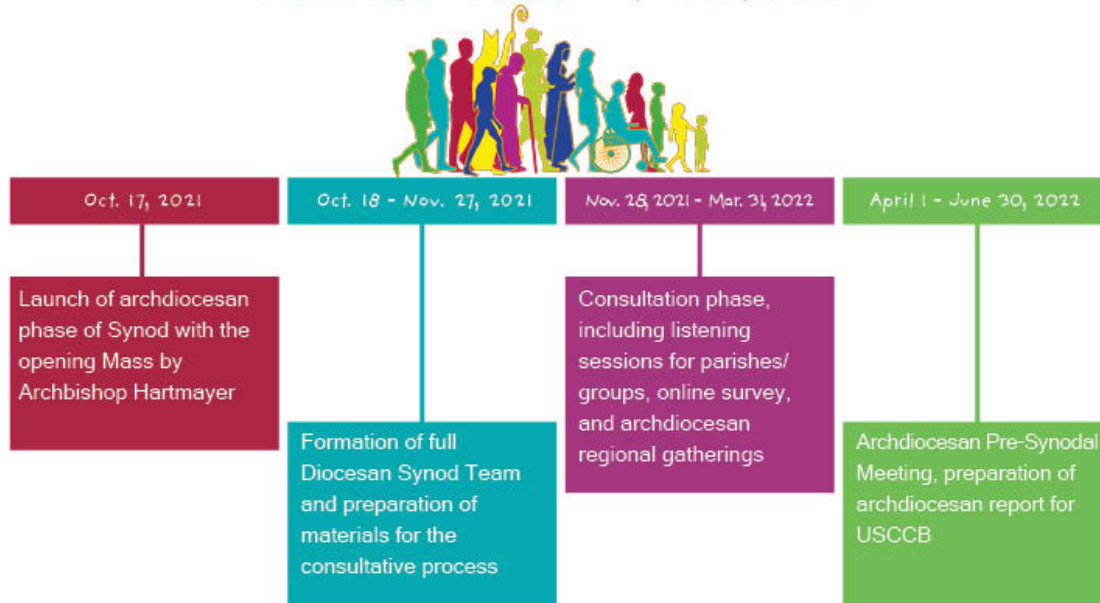 Oct. 17, 2021
Launch of archdiocesan
phase of Synod with the
opening Mass by
Archbishop Hartmayer
Oct. 18 - Nov. 27, 2021
Formation of full
Diocesan Synod Team
and preparation of
materials for the
consultative process
Nov. 28, 2021 - Mar. 31, 2022
Consultation phase,
including listening
sessions for parishes/
groups, online survey,
and archdiocesan
regional gatherings
April 1 - June 30, 2022
Archdiocesan Pre-Synodal
Meeting, preparation of
archdiocesan report for
USCCB